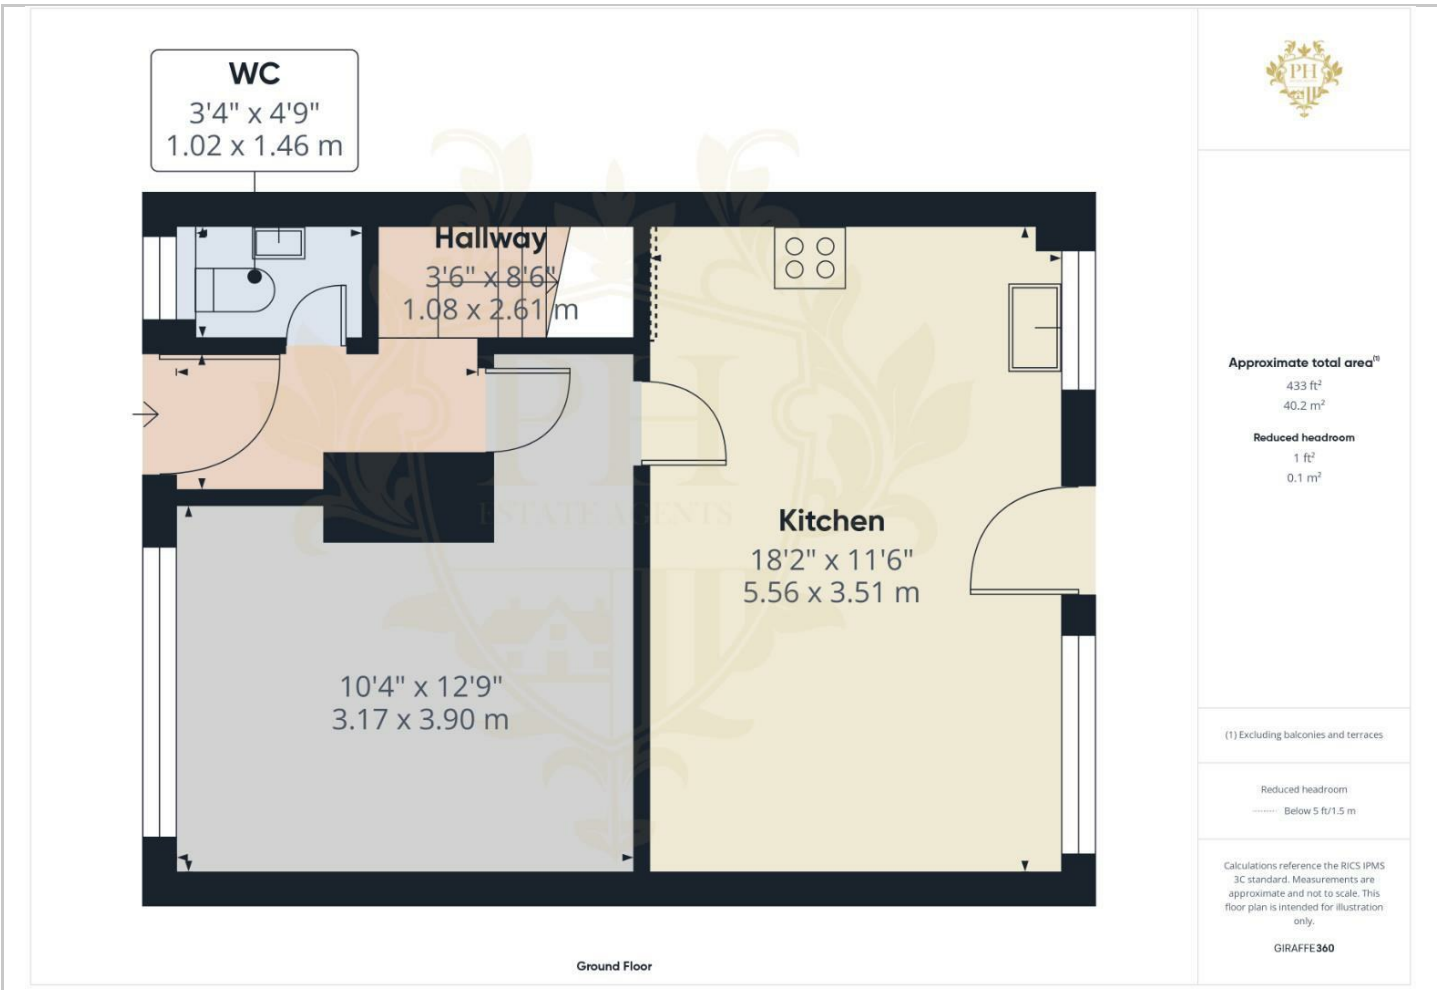 WC
3'4" x 4'9"
1.02 x 1.46 m
Hallway
3'6" x 8'6"
1.08 x 2.61 m
Kitchen
18'2" x 11'6"
5.56 x 3.51 m
10'4" x 12'9"
3.17 x 3.90 m
PH
ESTATE AGENTS
Ground Floor
PH
Approximate total area(1)
433 ft²
40.2 m²
Reduced headroom
1 ft²
0.1 m²
(1) Excluding balconies and terraces
Reduced headroom
Below 5 ft/1.5 m
Calculations reference the RICS IPMS
3C standard. Measurements are
approximate and not to scale. This
floor plan is intended for illustration
only.
GIRAFFE360